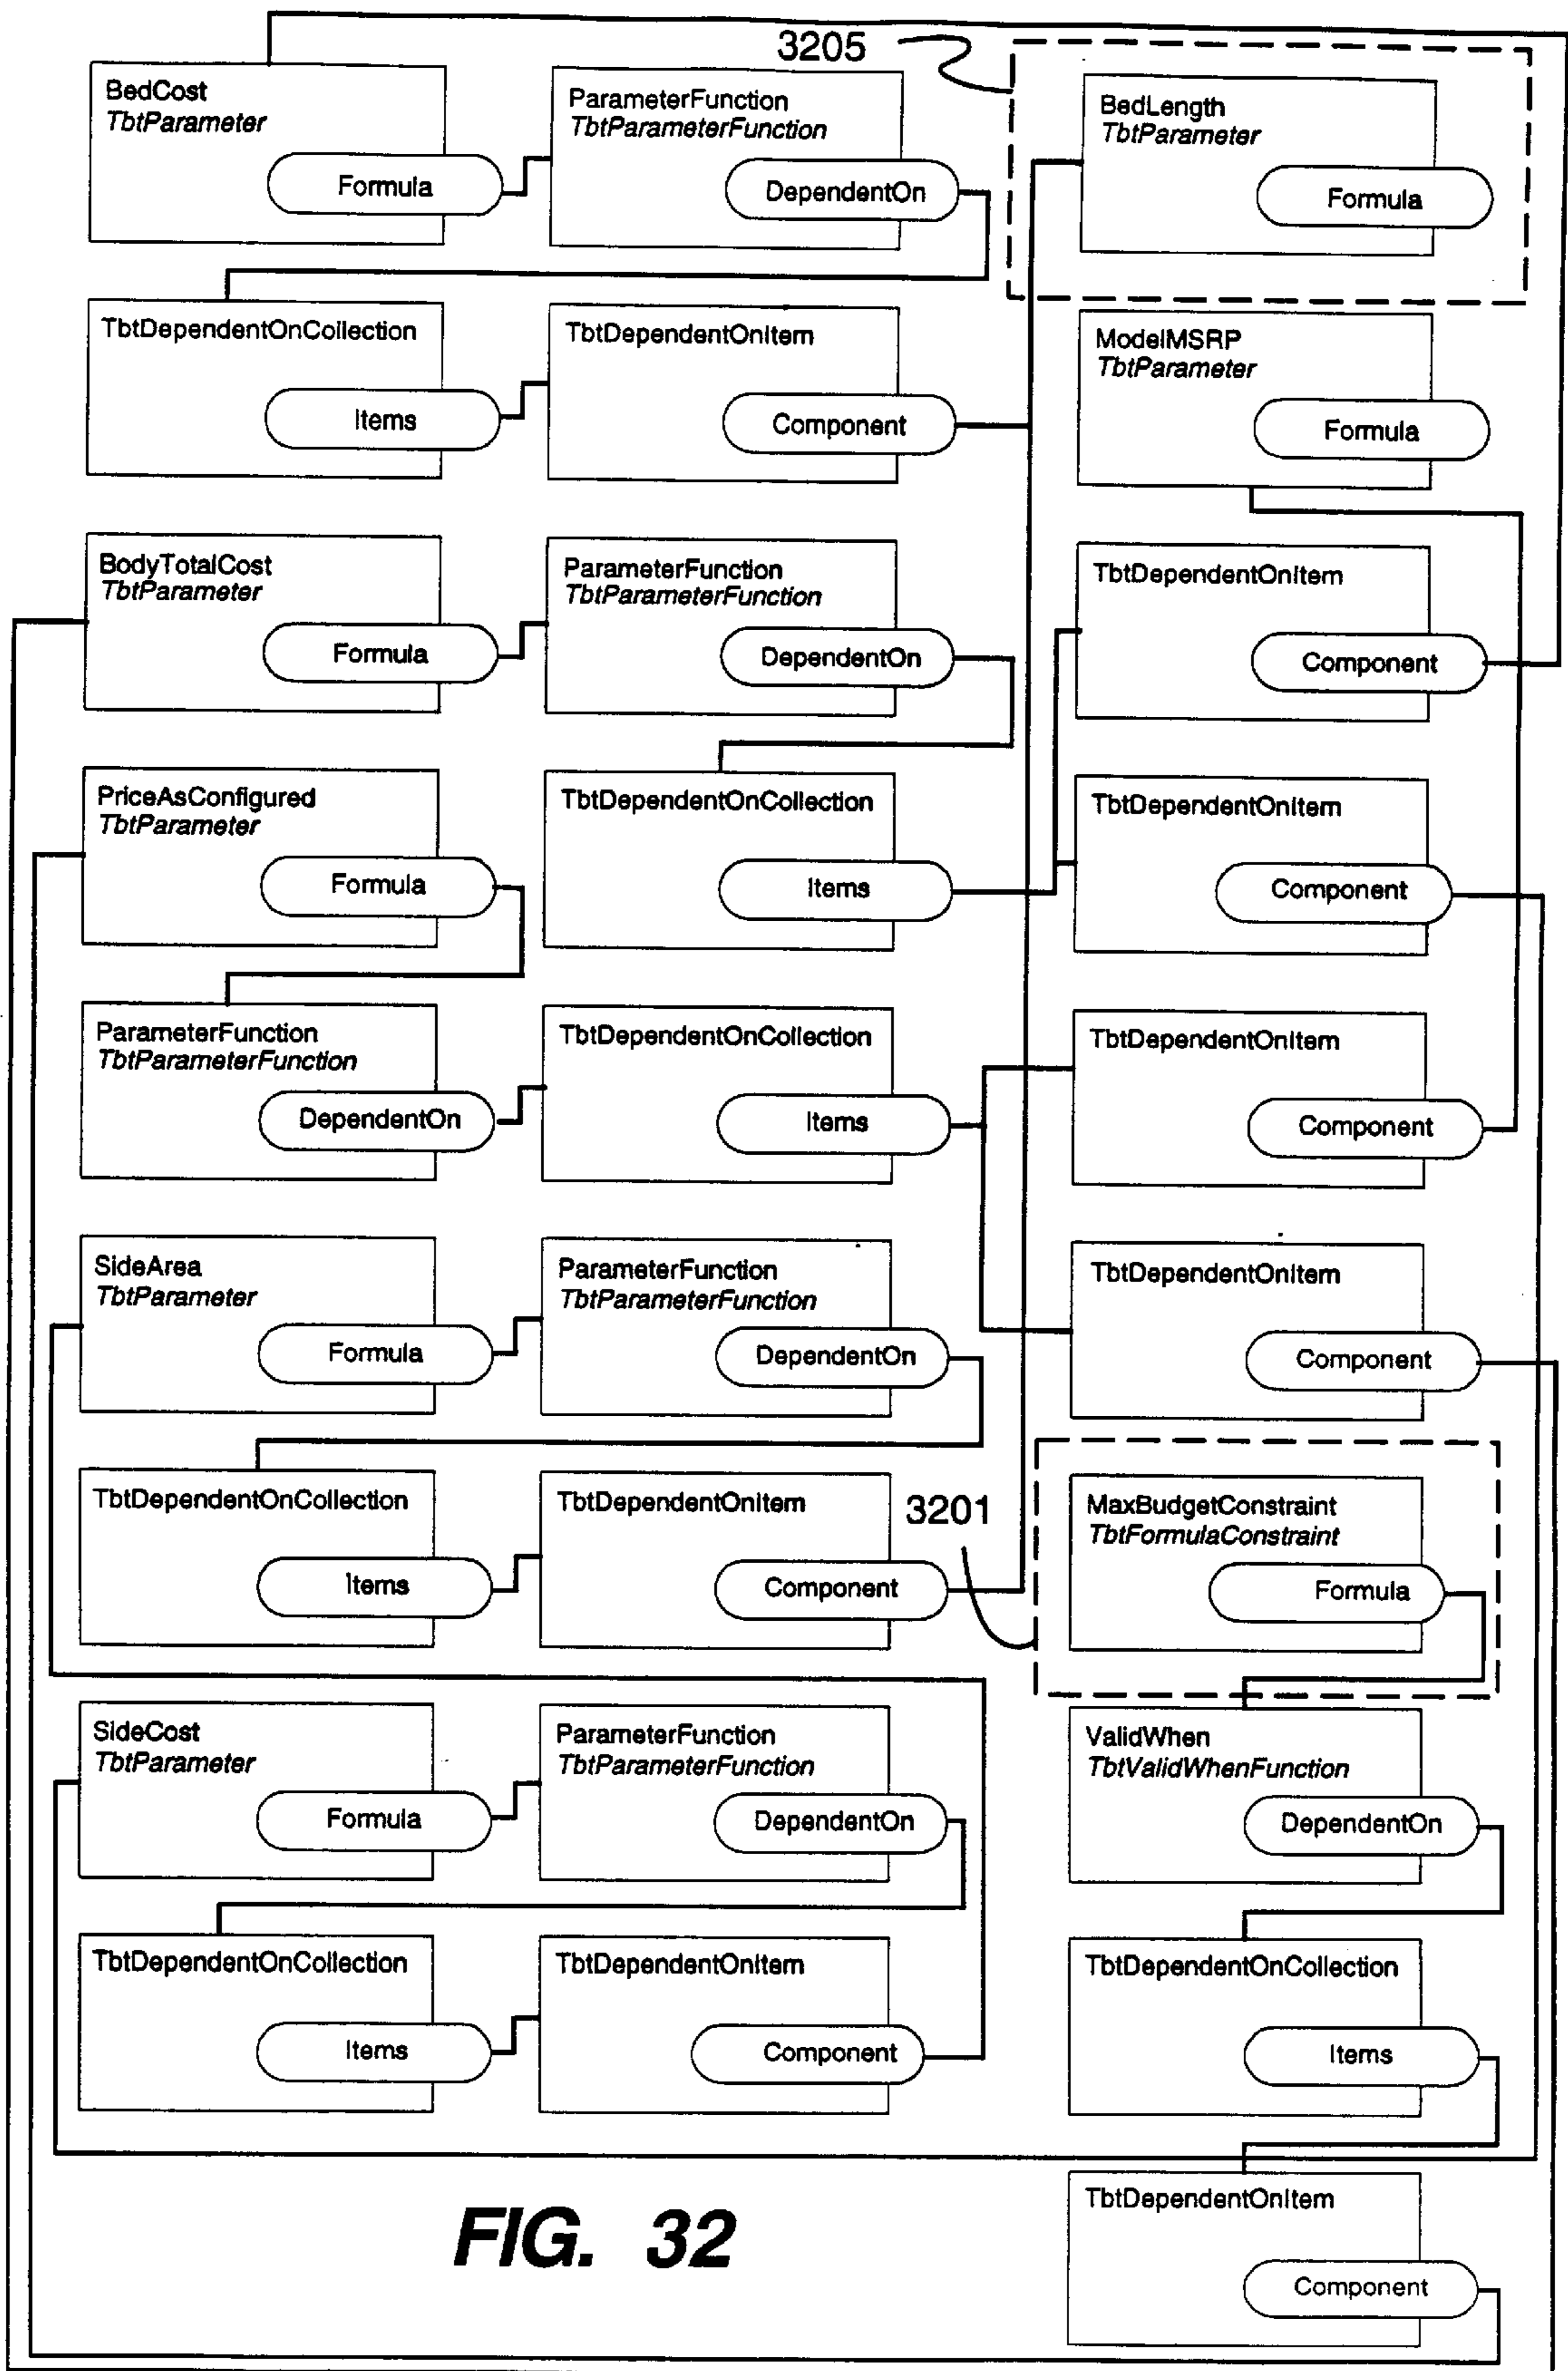 3205
BedCost
TbtParameter
Formula
ParameterFunction
TbtParameterFunction
DependentOn
BedLength
TbtParameter
Formula
TbtDependentOnCollection
Items
TbtDependentOnItem
Component
ModelMSRP
TbtParameter
Formula
BodyTotalCost
TbtParameter
Formula
ParameterFunction
TbtParameterFunction
DependentOn
TbtDependentOnItem
Component
PriceAsConfigured
TbtParameter
Formula
TbtDependentOnCollection
Items
TbtDependentOnItem
Component
ParameterFunction
TbtParameterFunction
DependentOn
TbtDependentOnCollection
Items
TbtDependentOnItem
Component
SideArea
TbtParameter
Formula
ParameterFunction
TbtParameterFunction
DependentOn
TbtDependentOnItem
Component
TbtDependentOnCollection
Items
TbtDependentOnItem
Component
3201
MaxBudgetConstraint
TbtFormulaConstraint
Formula
SideCost
TbtParameter
Formula
ParameterFunction
TbtParameterFunction
DependentOn
ValidWhen
TbtValidWhenFunction
DependentOn
TbtDependentOnCollection
Items
TbtDependentOnItem
Component
TbtDependentOnCollection
Items
TbtDependentOnItem
Component
FIG. 32